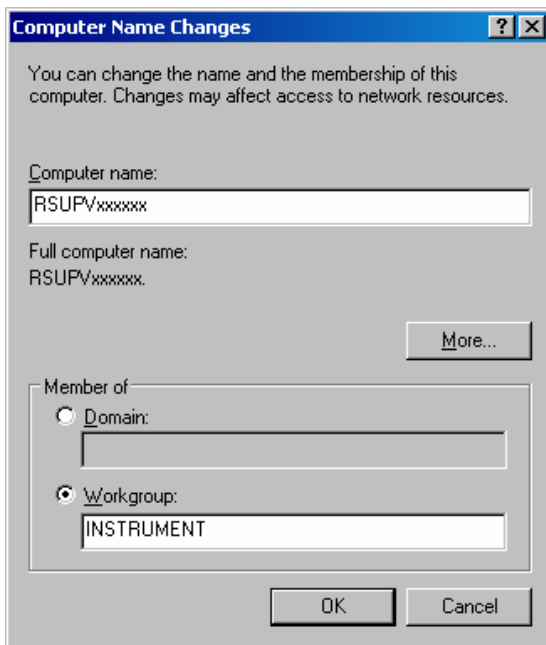 Computer Name Changes
You can change the name and the membership of this
computer. Changes may affect access to network resources.
Computer name:
RSUPVxxxxxx
Full computer name:
RSUPVxxxxxx.
More...
Member of
Domain:
Workgroup:
INSTRUMENT
OK Cancel